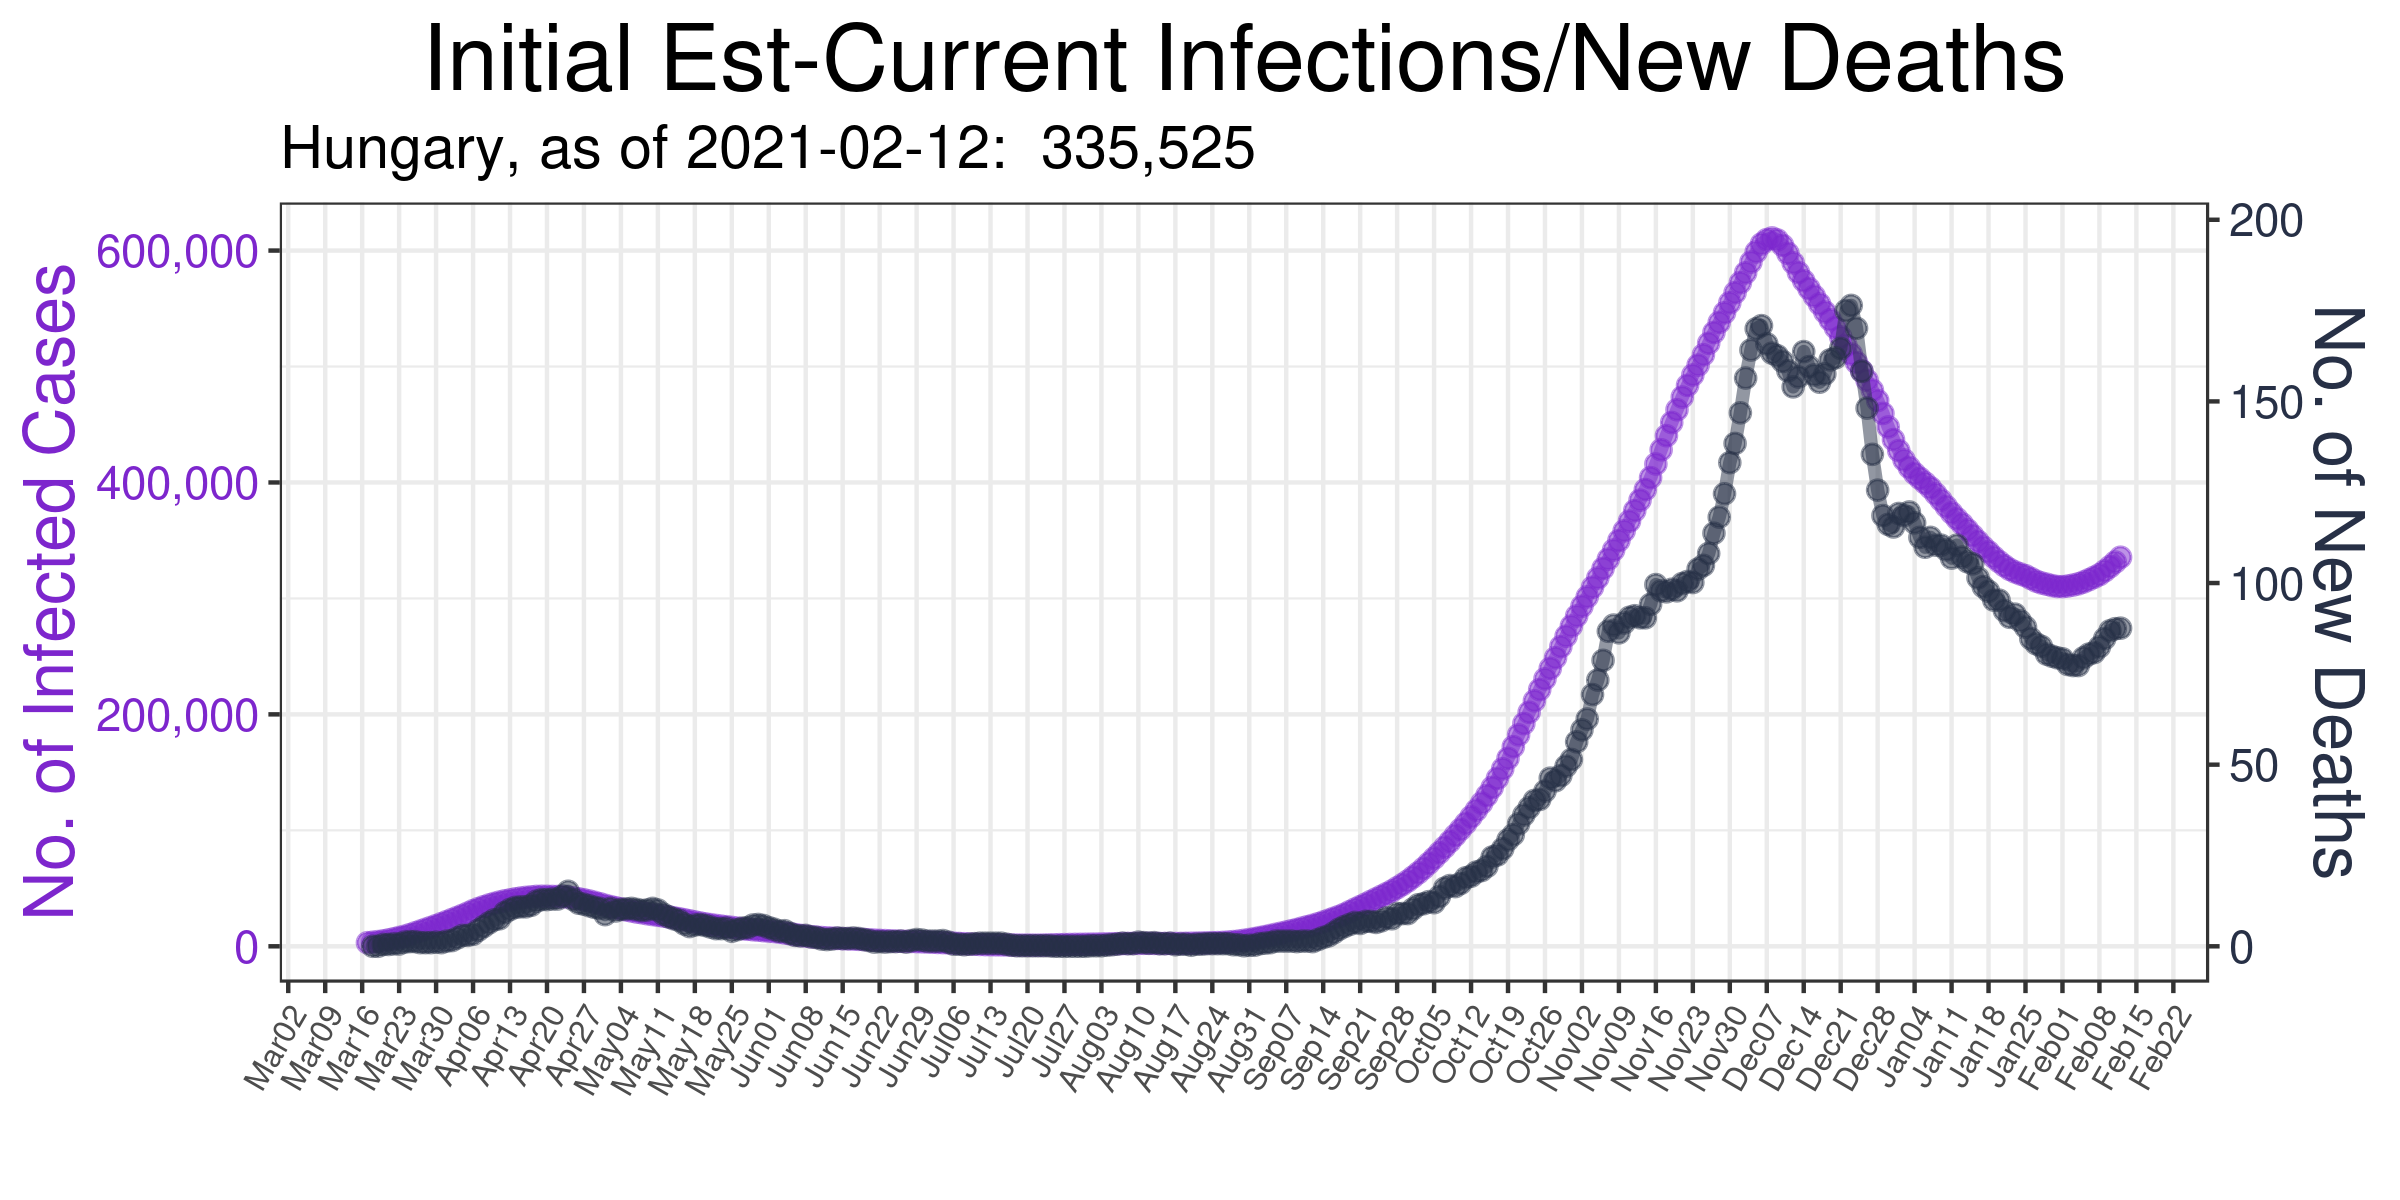 Initial Est-Current Infections/New Deaths
Hungary, as of 2021-02-12:  335,525
No. of Infected Cases
600,000
400,000
200,000
0
200
150
100
50
0
No. of New Deaths
Mar02
Mar09
Mar16
Mar23
Mar30
Apr06
Apr13
Apr20
Apr27
May04
May11
May18
May25
Jun01
Jun08
Jun15
Jun22
Jun29
Jul06
Jul13
Jul20
Jul27
Aug03
Aug10
Aug17
Aug24
Aug31
Sep07
Sep14
Sep21
Sep28
Oct05
Oct12
Oct19
Oct26
Nov02
Nov09
Nov16
Nov23
Nov30
Dec07
Dec14
Dec21
Dec28
Jan04
Jan11
Jan18
Jan25
Feb01
Feb08
Feb15
Feb22